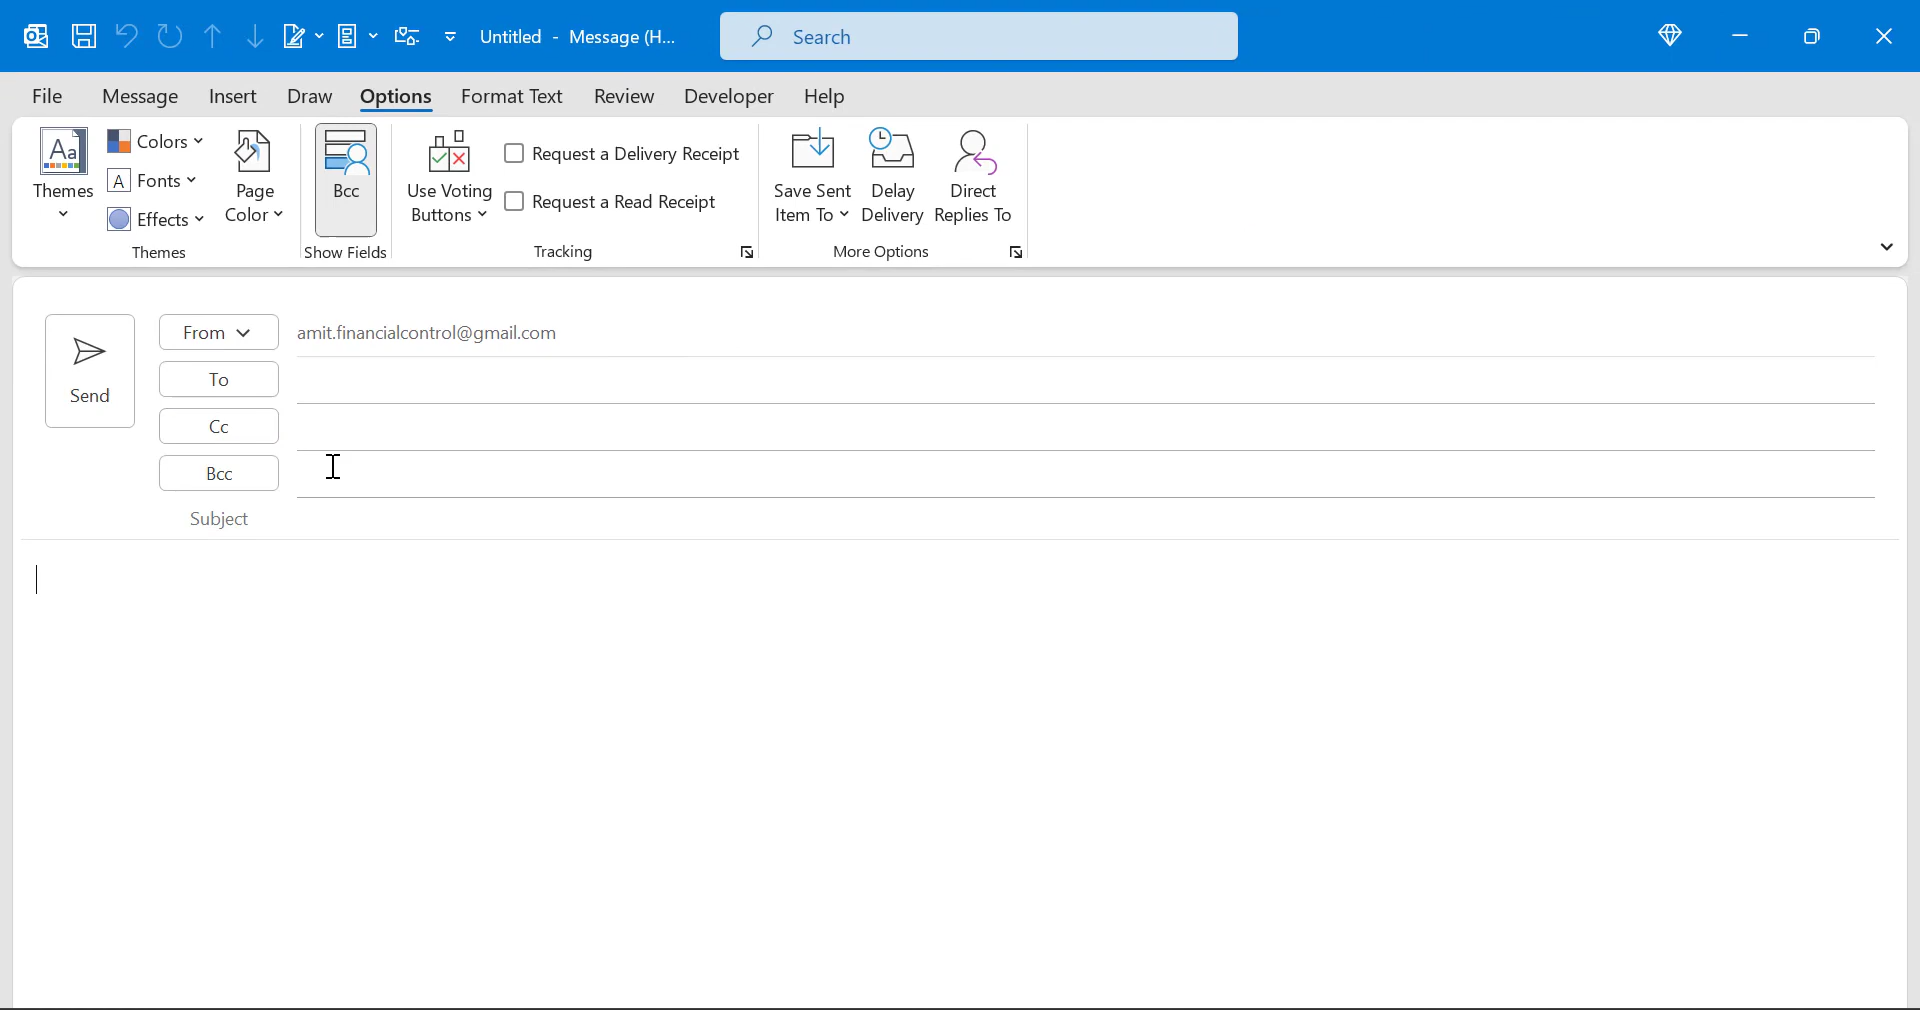 Untitled - Message (H...
Search
File Message Insert Draw Options Format Text Review Developer Help
Themes
Colors
Fonts
Effects
Page Color
Themes
Bcc
Show Fields
Use Voting Buttons
Request a Delivery Receipt
Request a Read Receipt
Tracking
Save Sent Item To
Delay Delivery
Direct Replies To
More Options
Send
From amit.financialcontrol@gmail.com
To
Cc
Bcc
Subject